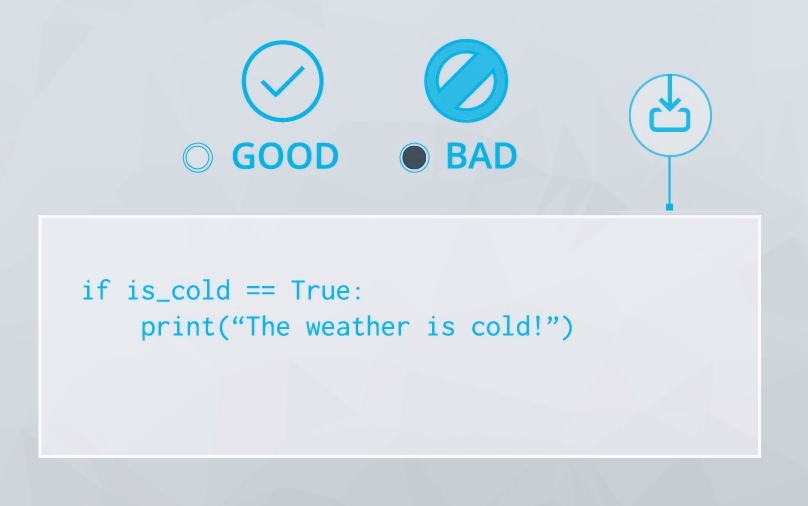 GOOD BAD
if is_cold == True:
    print(“The weather is cold!”)